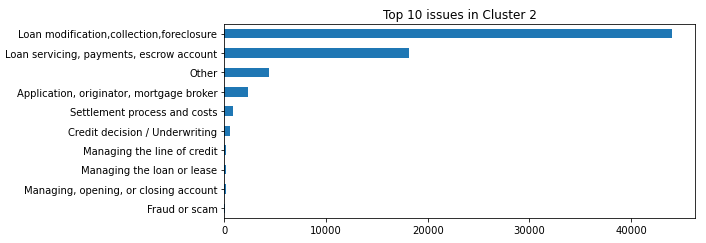 Top 10 issues in Cluster 2
Loan modification,collection,foreclosure
Loan servicing, payments, escrow account
Other
Application, originator, mortgage broker
Settlement process and costs
Credit decision / Underwriting
Managing the line of credit
Managing the loan or lease
Managing, opening, or closing account
Fraud or scam
0 10000 20000 30000 40000